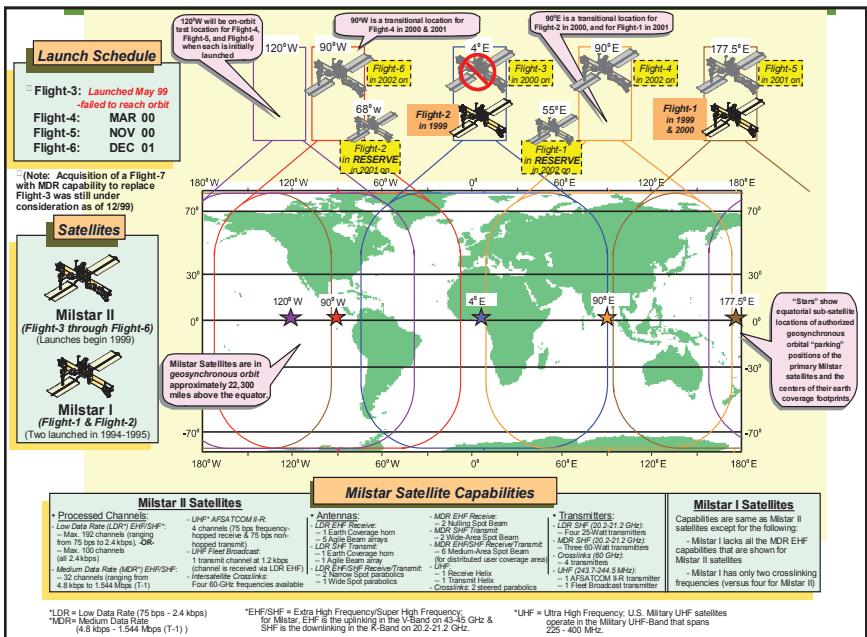 120°W will be on-orbit
test location for Flight-4,
Flight-5, and Flight-6
when each is initially
launched
90°W is a transitional location for
Flight-4 in 2000 & 2001
90°E is a transitional location for
Flight-2 in 2000, and for Flight-1 in 2001
Launch Schedule
Flight-3: Launched May 99
-failed to reach orbit
Flight-4: MAR 00
Flight-5: NOV 00
Flight-6: DEC 01
(Note: Acquisition of a Flight-7
with MDR capability to replace
Flight-3 was still under
consideration as of 12/99)
120°W
90°W
4°E
90°E
177.5°E
Flight-6
in 2002 on
Flight-3
in 2000 on
Flight-4
in 2002 on
Flight-5
in 2001 on
68°w
Flight-2
in 1999
55°E
Flight-1
in 1999
& 2000
Flight-2
in RESERVE
in 2001 on
Flight-1
in RESERVE
in 2002 on
180°W
120°W
60°W
0°
60°E
120°E
180°E
70°
30°
0°
-30°
-70°
120°W
90°W
4°E
90°E
177.5°E
180°W
120°W
60°W
0°
60°E
120°E
180°E
Satellites
Milstar II
(Flight-3 through Flight-6)
(Launches begin 1999)
Milstar I
(Flight-1 & Flight-2)
(Two launched in 1994-1995)
Milstar Satellites are in
geosynchronous orbit
approximately 22,300
miles above the equator.
"Stars" show
equatorial sub-satellite
locations of authorized
geosynchronous
orbital "parking"
positions of the
primary Milstar
satellites and the
centers of their earth
coverage footprints
Milstar Satellite Capabilities
Milstar II Satellites
• Processed Channels:
- Low Data Rate (LDR*) EHF/SHF*:
– Max. 192 channels (ranging
from 75 bps to 2.4 kbps), -OR-
– Max. 100 channels
(all 2.4 kbps)
- Medium Data Rate (MDR*) EHF/SHF:
– 32 channels (ranging from
4.8 kbps to 1.544 Mbps (T-1)
- UHF* AFSATCOM II-R:
4 channels (75 bps frequency-
hopped receive & 75 bps non-
hopped transmit)
- UHF Fleet Broadcast:
1 transmit channel at 1.2 kbps
(channel is received via LDR EHF)
- Intersatellite Crosslinks:
Four 60-GHz frequencies available
• Antennas:
- LDR EHF Receive:
– 1 Earth Coverage horn
– 5 Agile Beam arrays
- LDR SHF Transmit:
– 1 Earth Coverage horn
– 1 Agile Beam array
- LDR EHF/SHF Receive/Transmit:
– 2 Narrow Spot parabolics
– 1 Wide Spot parabolics
- MDR EHF Receive:
– 2 Nulling Spot Beam
- MDR SHF Transmit:
– 2 Wide-Area Spot Beam
- MDR EHF/SHF Receive/Transmit:
– 6 Medium-Area Spot Beam
(for distributed user coverage area)
- UHF:
– 1 Receive Helix
– 1 Transmit Helix
- Crosslinks: 2 steered parabolics
• Transmitters:
- LDR SHF (20.2-21.2 GHz):
– Four 25-Watt transmitters
- MDR SHF (20.2-21.2 GHz):
– Three 60-Watt transmitters
- Crosslinks (60 GHz):
– 4 transmitters
- UHF (243.7-244.5 MHz):
– 1 AFSATCOM II-R transmitter
– 1 Fleet Broadcast transmitter
Milstar I Satellites
Capabilities are same as Milstar II
satellites except for the following:
- Milstar I lacks all the MDR EHF
capabilities that are shown for
Milstar II satellites
- Milstar I has only two crosslinking
frequencies (versus four for Milstar II)
*LDR = Low Data Rate (75 bps - 2.4 kbps)
*MDR= Medium Data Rate
(4.8 kbps - 1.544 Mbps (T-1) )
*EHF/SHF = Extra High Frequency/Super High Frequency;
for Milstar, EHF is the uplinking in the V-Band on 43-45 GHz &
SHF is the downlinking in the K-Band on 20.2-21.2 GHz.
*UHF = Ultra High Frequency; U.S. Military UHF satellites
operate in the Military UHF-Band that spans
225 - 400 MHz.